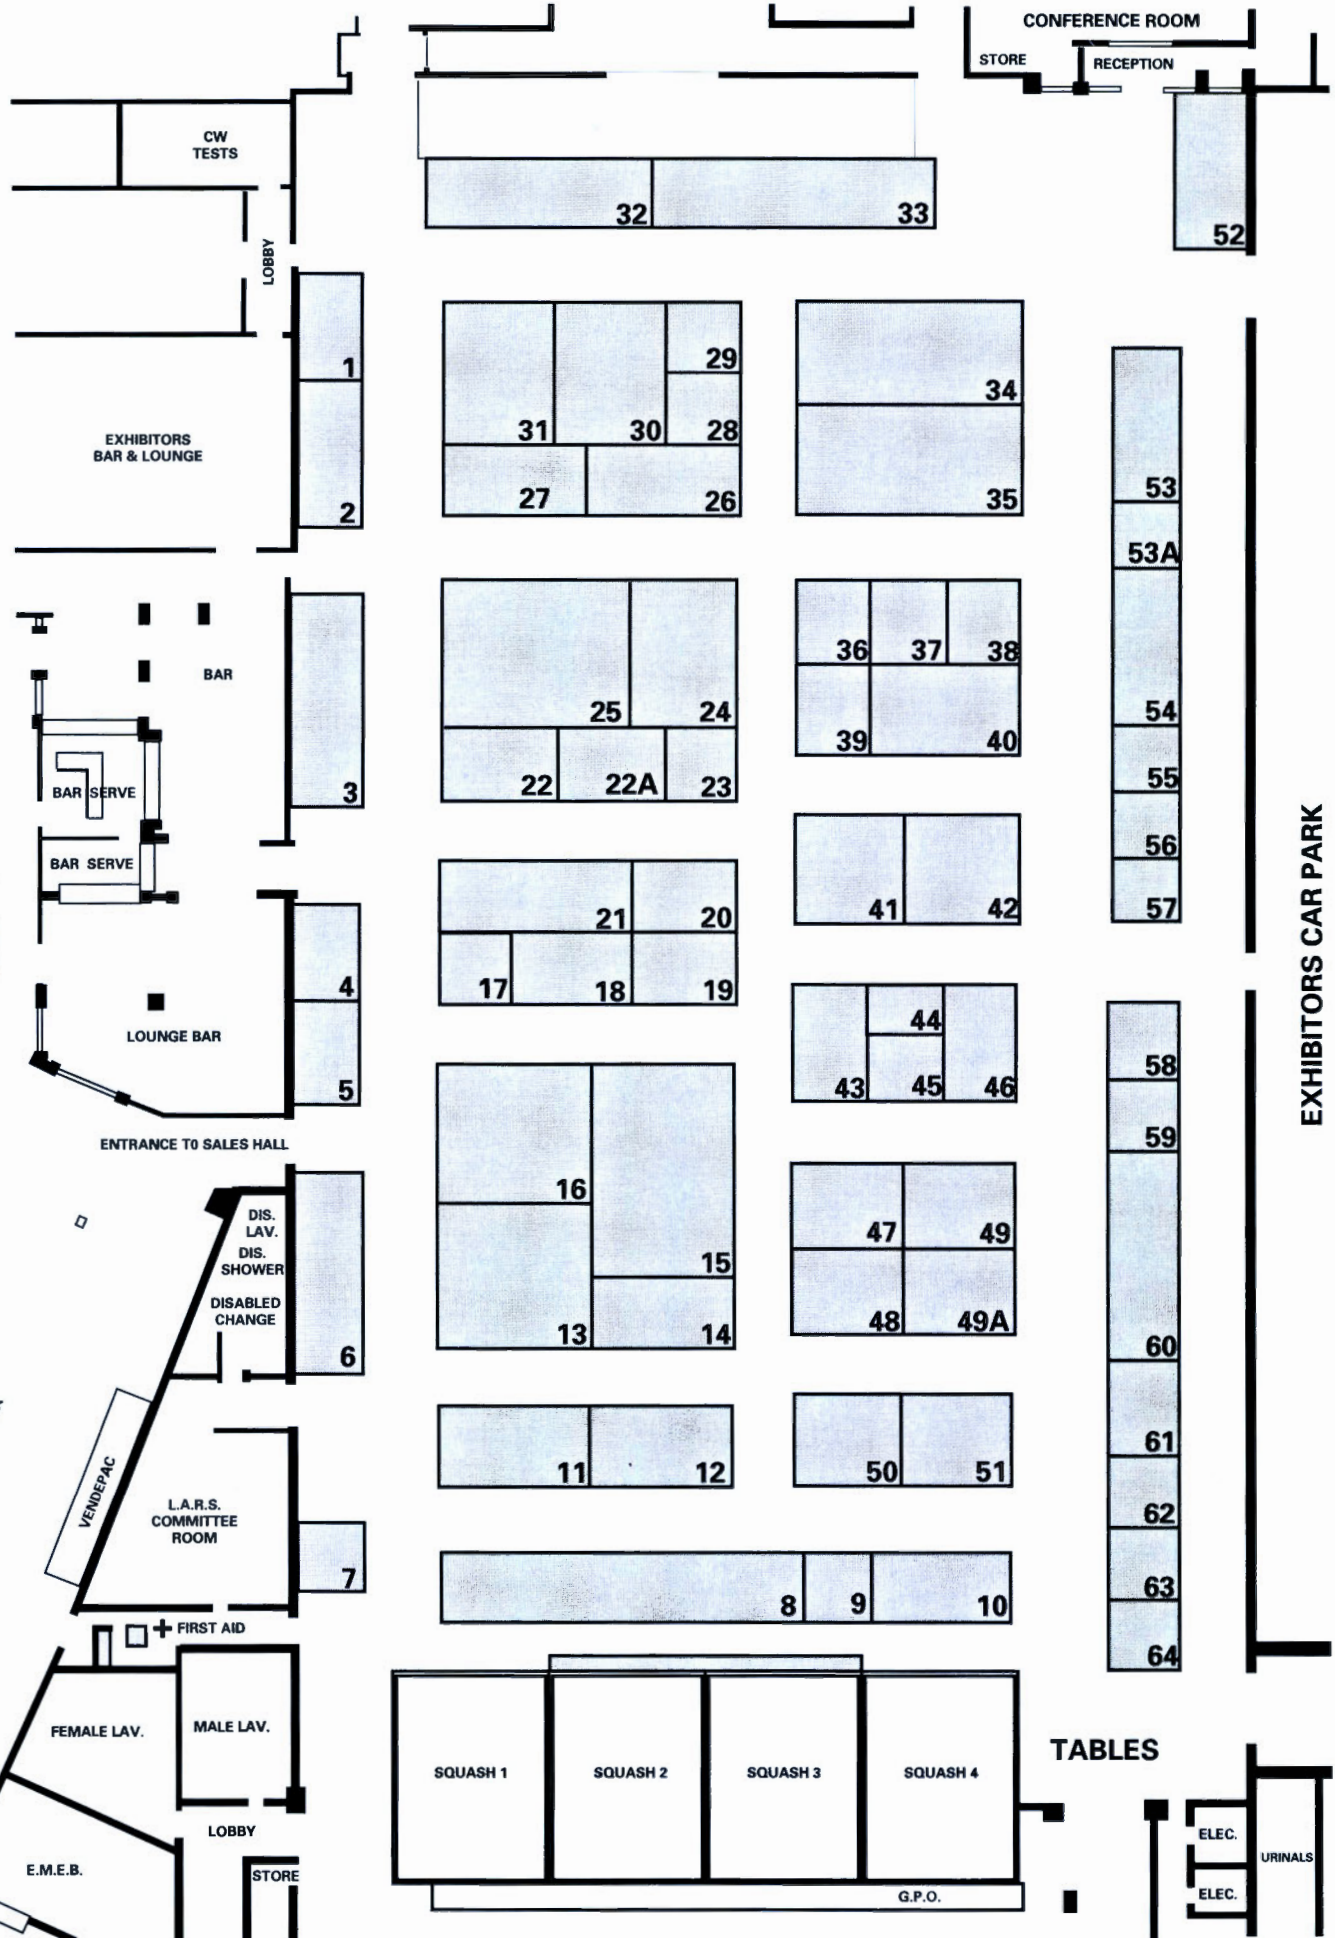 CONFERENCE ROOM
STORE
RECEPTION
CW
TESTS
32
33
52
LOBBY
1
29
34
31
30
28
EXHIBITORS
BAR & LOUNGE
2
27
26
35
53
53A
BAR
3
36
37
38
25
24
54
39
40
22
22A
23
55
BAR SERVE
56
BAR SERVE
41
42
57
21
20
4
17
18
19
EXHIBITORS CAR PARK
LOUNGE BAR
44
58
5
43
45
46
59
ENTRANCE TO SALES HALL
16
DIS.
LAV.
DIS.
SHOWER
47
49
15
DISABLED
CHANGE
13
14
48
49A
6
60
61
11
12
50
51
VENDEPAC
L.A.R.S.
COMMITTEE
ROOM
62
7
8
9
10
63
FIRST AID
64
FEMALE LAV.
MALE LAV.
TABLES
SQUASH 1
SQUASH 2
SQUASH 3
SQUASH 4
LOBBY
ELEC.
E.M.E.B.
STORE
URINALS
ELEC.
G.P.O.